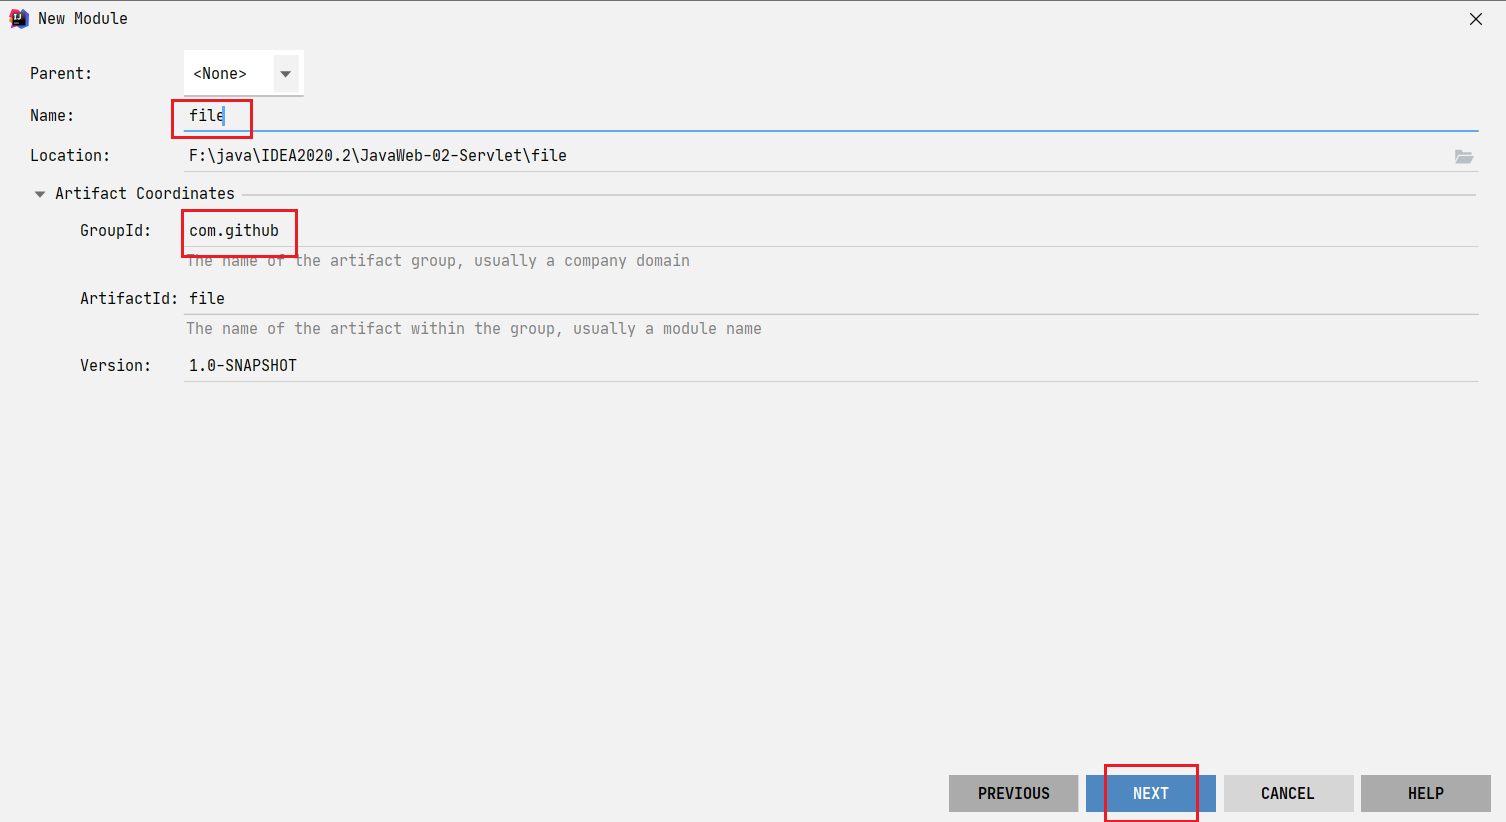 New Module
Parent: <None>
Name: file
Location: F:\java\IDEA2020.2\JavaWeb-02-Servlet\file
Artifact Coordinates
GroupId: com.github
The name of the artifact group, usually a company domain
ArtifactId: file
The name of the artifact within the group, usually a module name
Version: 1.0-SNAPSHOT
PREVIOUS NEXT CANCEL HELP